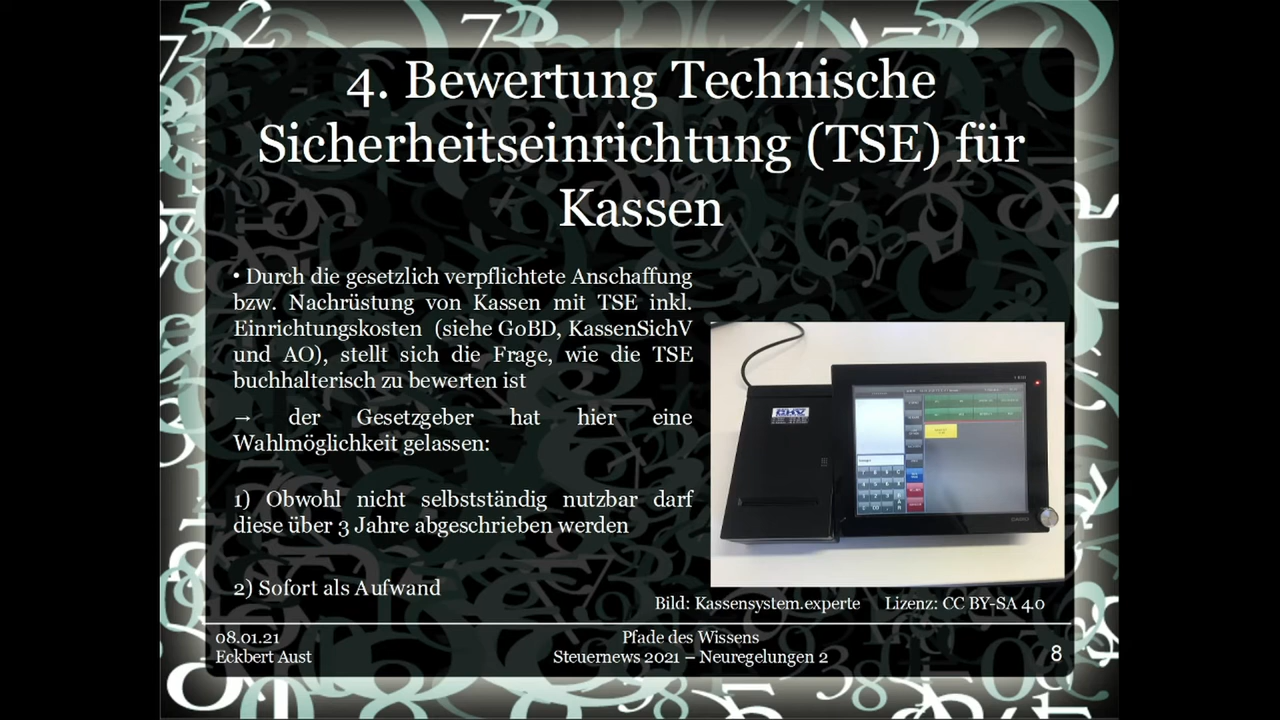 4. Bewertung Technische
Sicherheitseinrichtung (TSE) für
Kassen
• Durch die gesetzlich verpflichtete Anschaffung
bzw. Nachrüstung von Kassen mit TSE inkl.
Einrichtungskosten (siehe GoBD, KassenSichV
und AO), stellt sich die Frage, wie die TSE
buchhalterisch zu bewerten ist
→ der Gesetzgeber hat hier eine
Wahlmöglichkeit gelassen:
1) Obwohl nicht selbstständig nutzbar darf
diese über 3 Jahre abgeschrieben werden
2) Sofort als Aufwand
CASIO
Bild: Kassensystem.experte Lizenz: CC BY-SA 4.0
08.01.21
Eckbert Aust
Pfade des Wissens
Steuernews 2021 – Neuregelungen 2
8